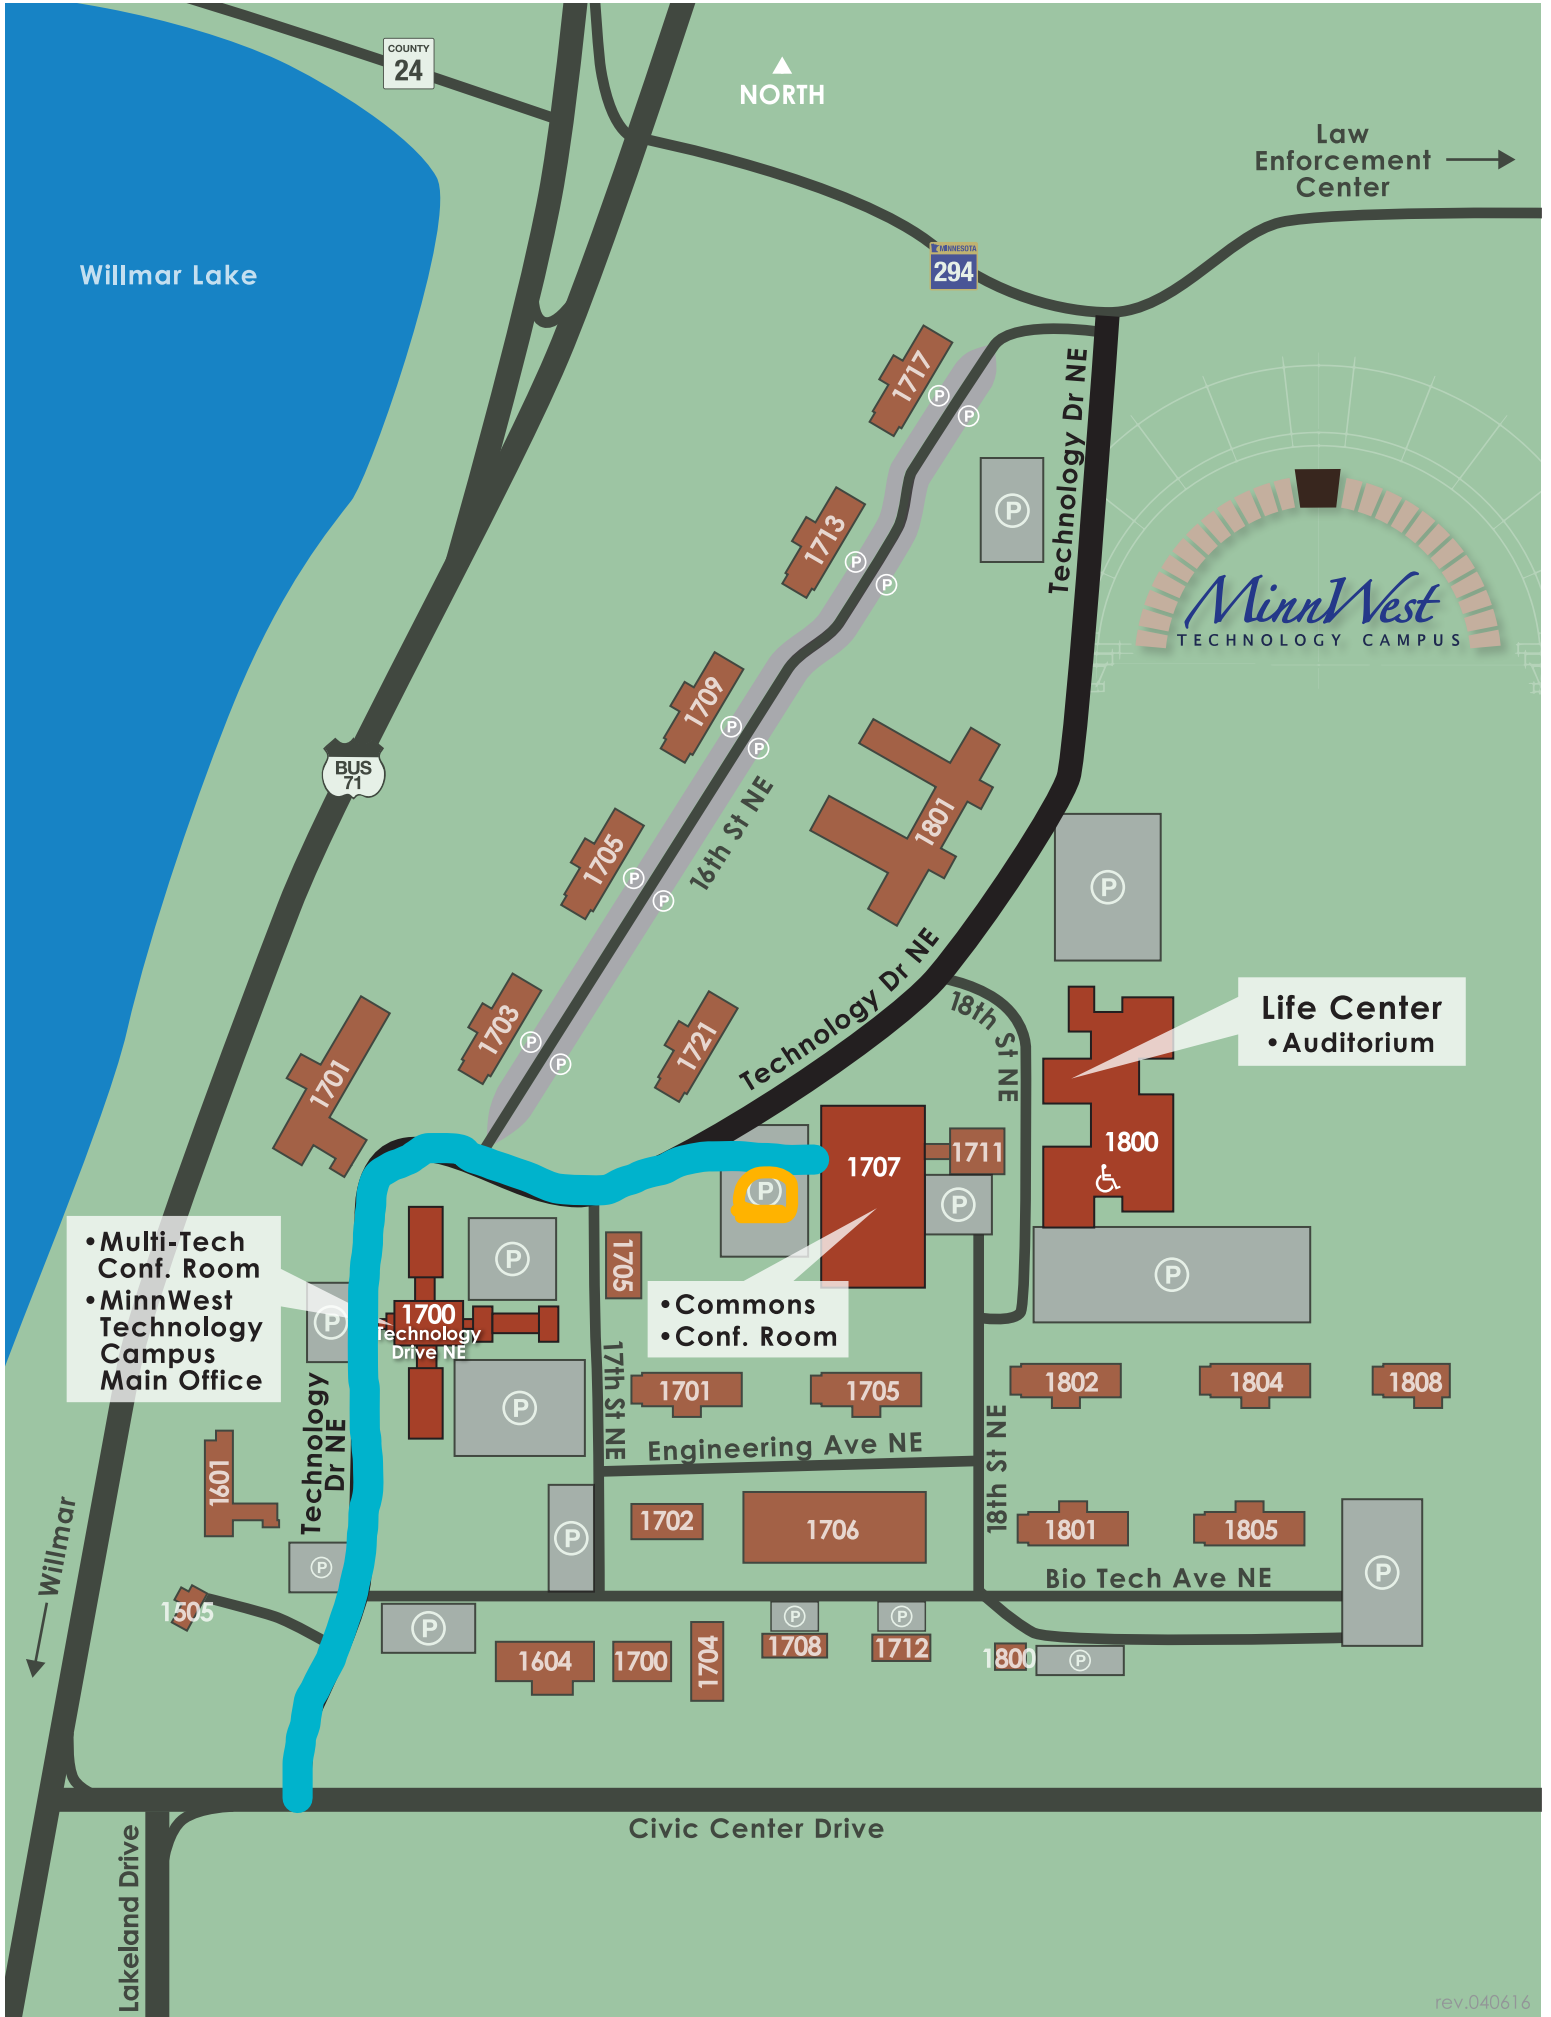 COUNTY
24
NORTH
Law
Enforcement
Center
MINNESOTA
294
Willmar Lake
1717
P
P
Technology Dr NE
P
1713
P
P
MinnWest
TECHNOLOGY CAMPUS
1709
P
P
BUS
71
16th St NE
1801
1705
P
P
P
Technology Dr NE
18th St NE
1703
P
P
1721
1701
Life Center
•Auditorium
1711
1800
1707
P
P
•Multi-Tech
Conf. Room
•MinnWest
Technology
Campus
Main Office
P
1705
P
P
1700
Technology
Drive NE
•Commons
•Conf. Room
17th St NE
1701
1705
1802
1804
1808
Technology
Dr NE
P
Engineering Ave NE
18th St NE
1601
Willmar
P
P
1702
1706
1801
1805
P
Bio Tech Ave NE
1505
P
1604
1700
1704
P
1708
P
1712
1800
P
Civic Center Drive
Lakeland Drive
rev.040616